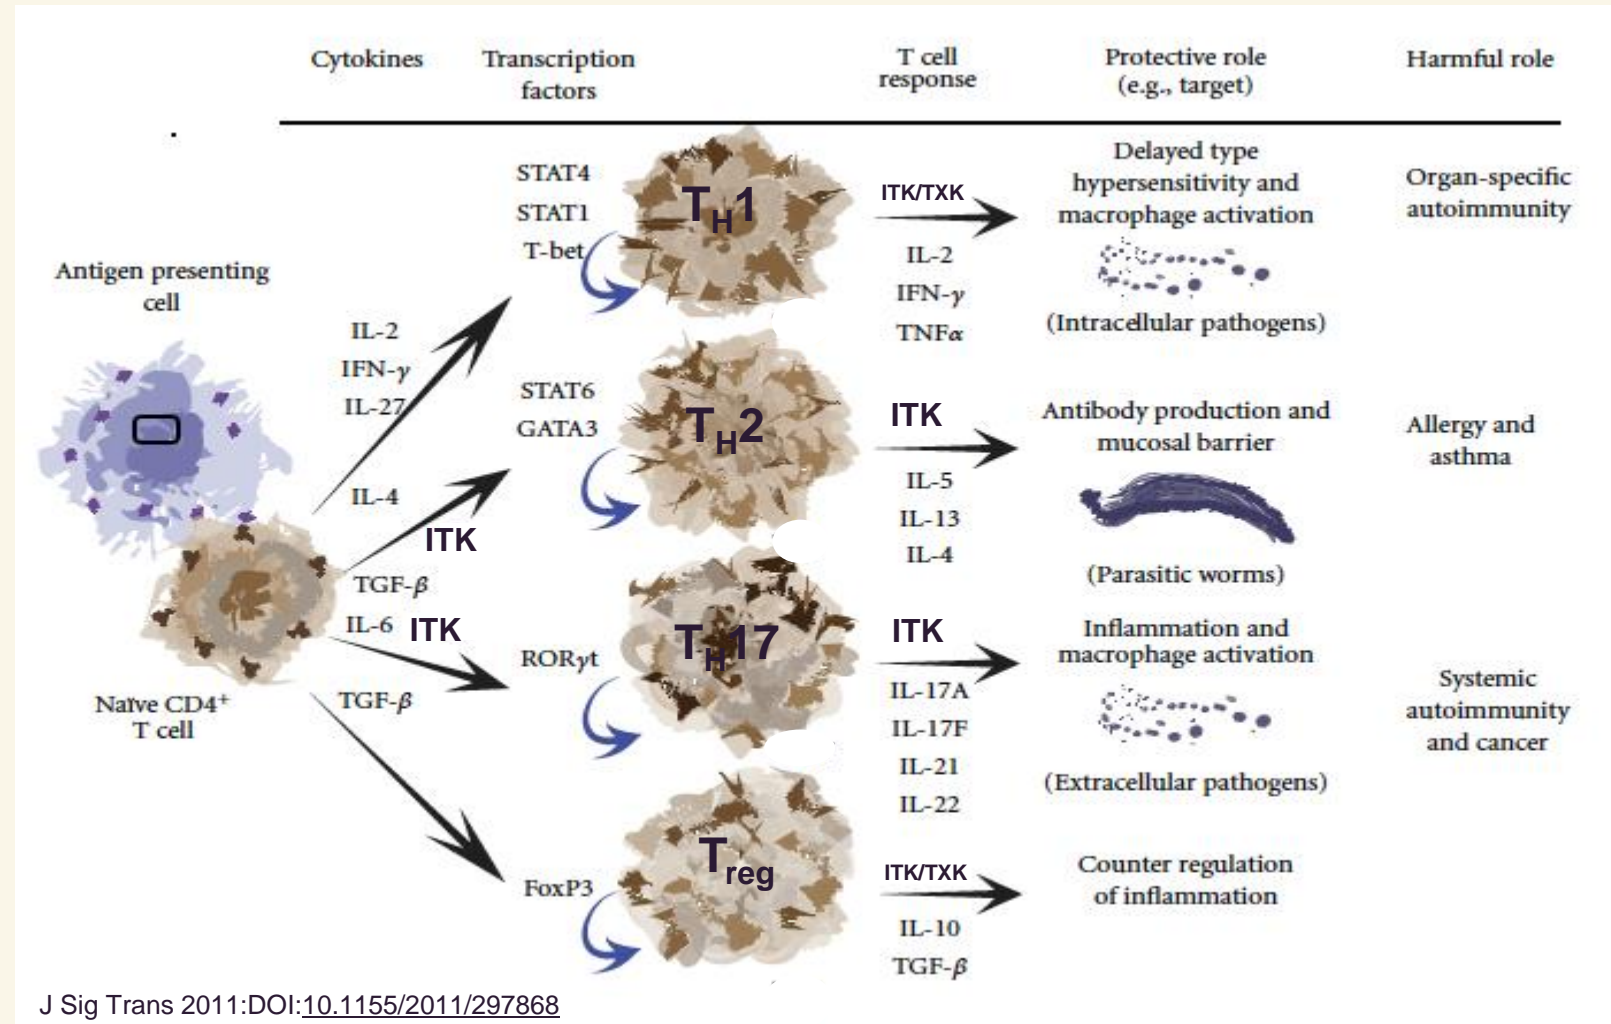 Cytokines
Transcription
factors
T cell
response
Protective role
(e.g., target)
Harmful role
Antigen presenting
cell
Naïve CD4+
T cell
IL-2
IFN-γ
IL-27
STAT4
STAT1
T-bet
TH1
ITK/TXK
IL-2
IFN-γ
TNFα
Delayed type
hypersensitivity and
macrophage activation
(Intracellular pathogens)
Organ-specific
autoimmunity
IL-4
ITK
STAT6
GATA3
TH2
ITK
IL-5
IL-13
IL-4
Antibody production and
mucosal barrier
(Parasitic worms)
Allergy and
asthma
TGF-β
IL-6
ITK
RORγt
TH17
ITK
IL-17A
IL-17F
IL-21
IL-22
Inflammation and
macrophage activation
(Extracellular pathogens)
Systemic
autoimmunity
and cancer
TGF-β
FoxP3
Treg
ITK/TXK
IL-10
TGF-β
Counter regulation
of inflammation
J Sig Trans 2011:DOI:10.1155/2011/297868